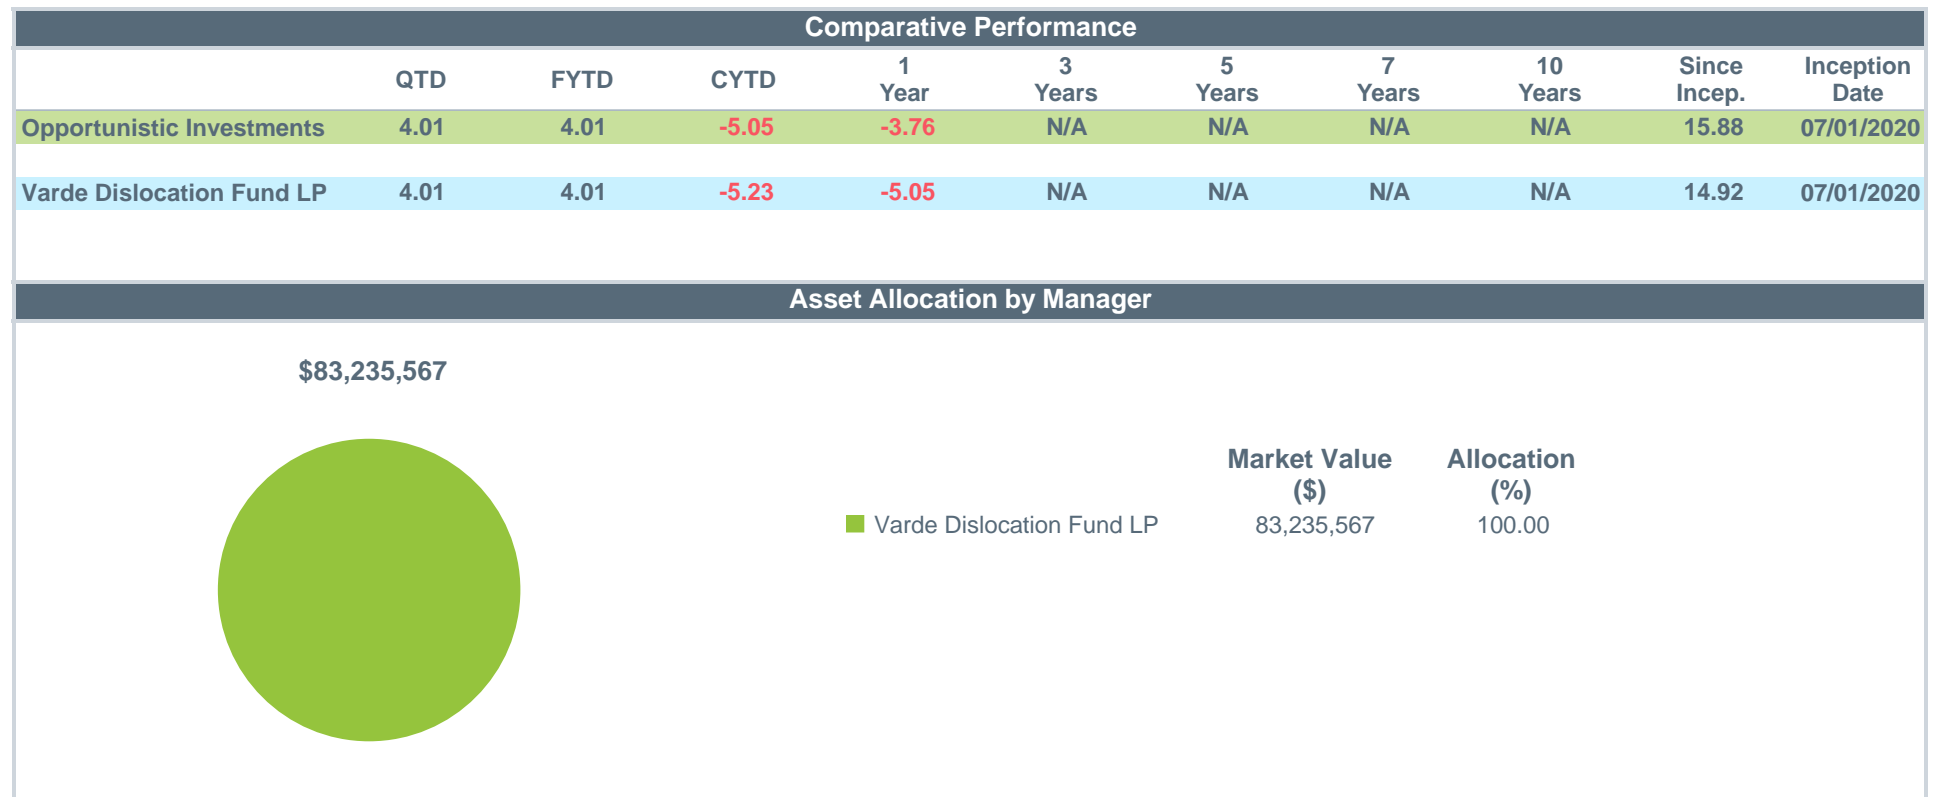 Comparative Performance
QTD FYTD CYTD 1 Year 3 Years 5 Years 7 Years 10 Years Since Incep. Inception Date
Opportunistic Investments 4.01 4.01 -5.05 -3.76 N/A N/A N/A N/A 15.88 07/01/2020
Varde Dislocation Fund LP 4.01 4.01 -5.23 -5.05 N/A N/A N/A N/A 14.92 07/01/2020
Asset Allocation by Manager
$83,235,567
Market Value ($) Allocation (%)
Varde Dislocation Fund LP 83,235,567 100.00